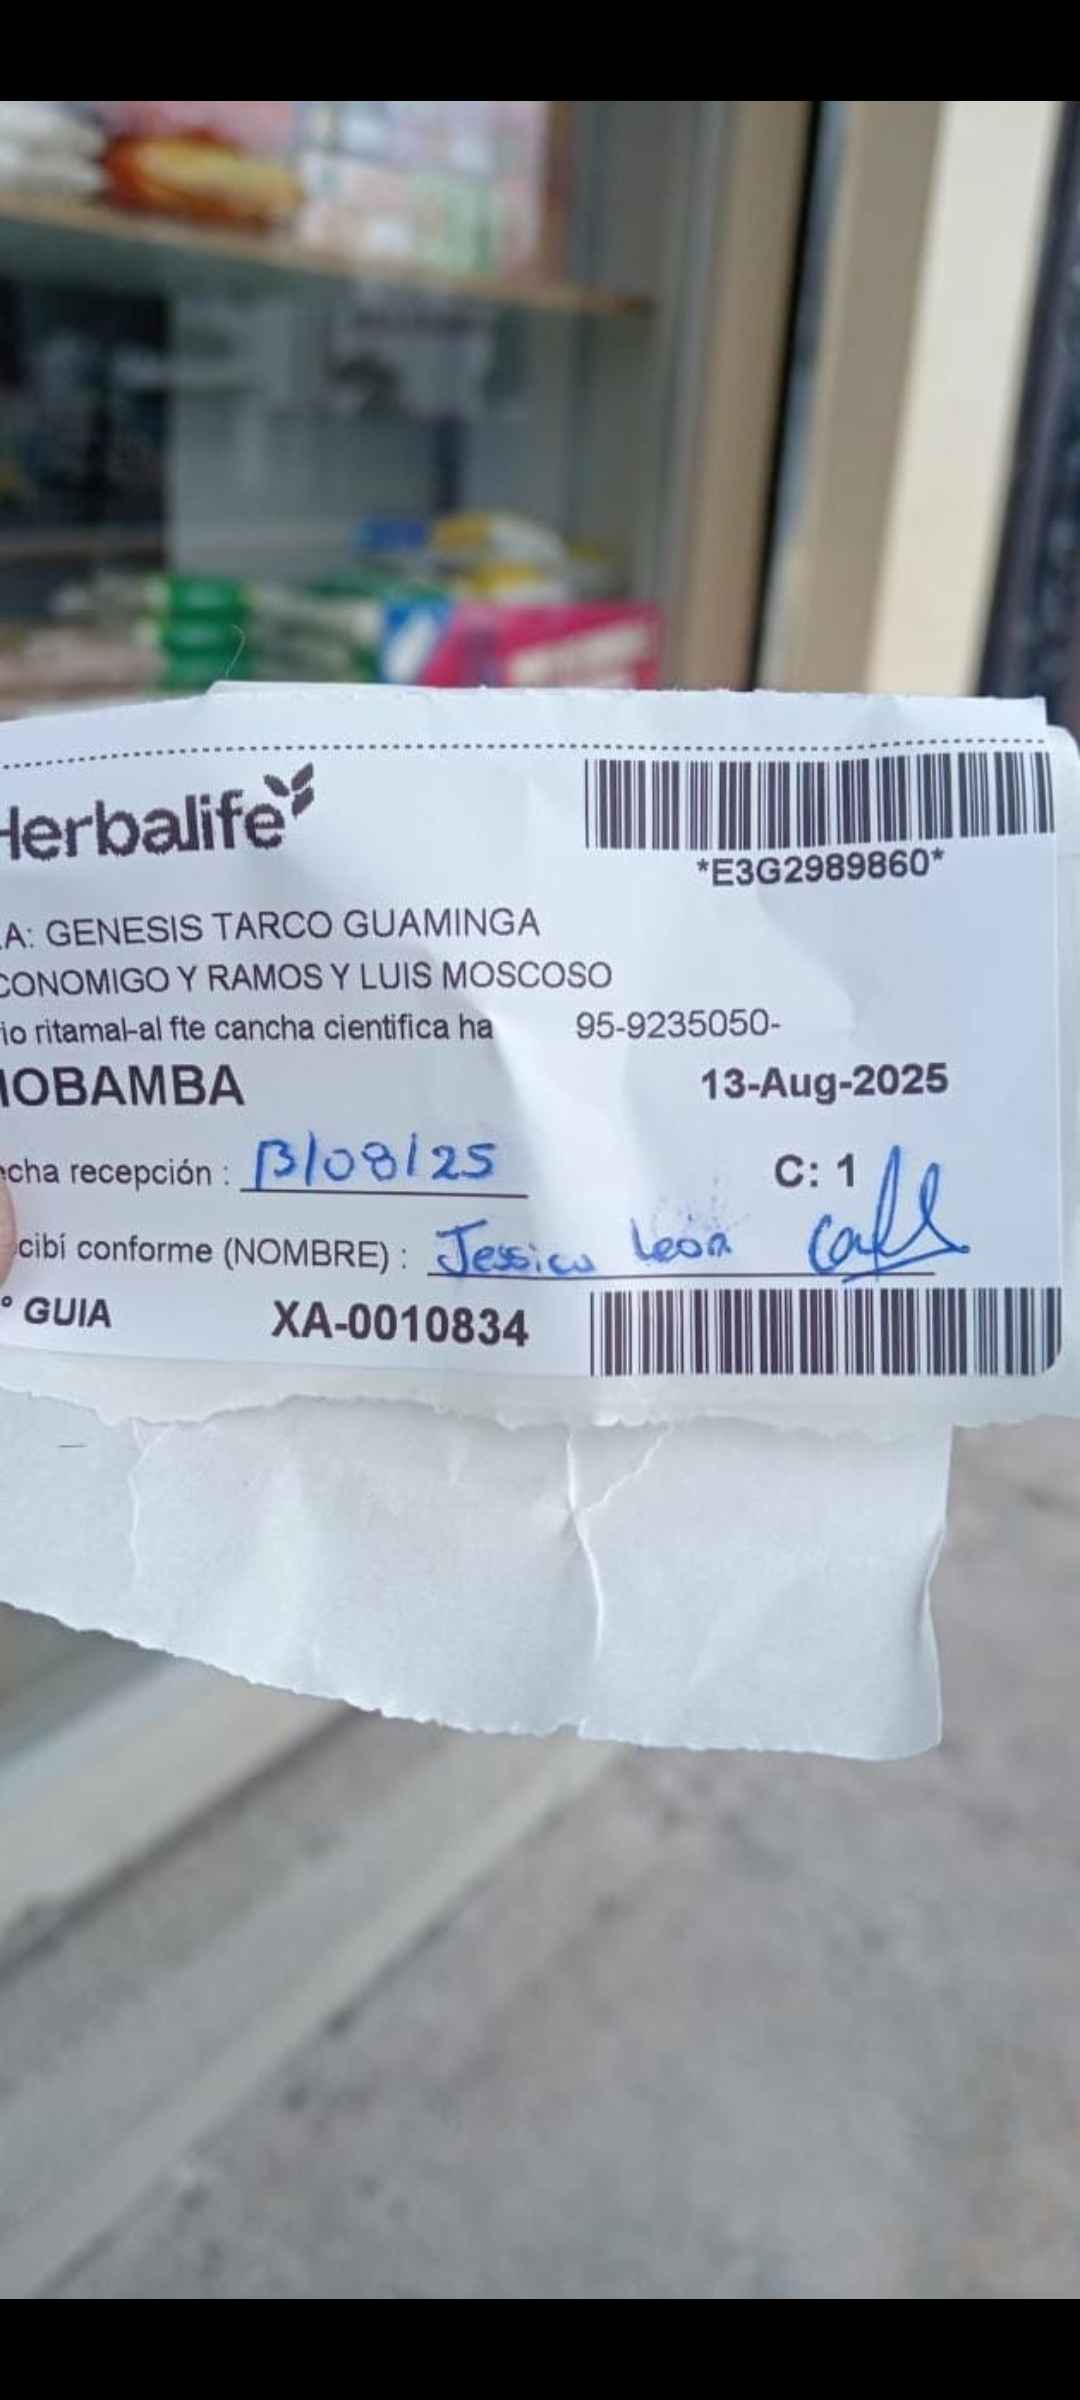 Herbalife
*E3G2989860*
A: GENESIS TARCO GUAMINGA
CONOMIGO Y RAMOS Y LUIS MOSCOSO
io ritamal-al fte cancha cientifica ha 95-9235050-
IOBAMBA 13-Aug-2025
cha recepción : 13/08/25 C: 1
cibí conforme (NOMBRE) : Jessica León
° GUIA XA-0010834